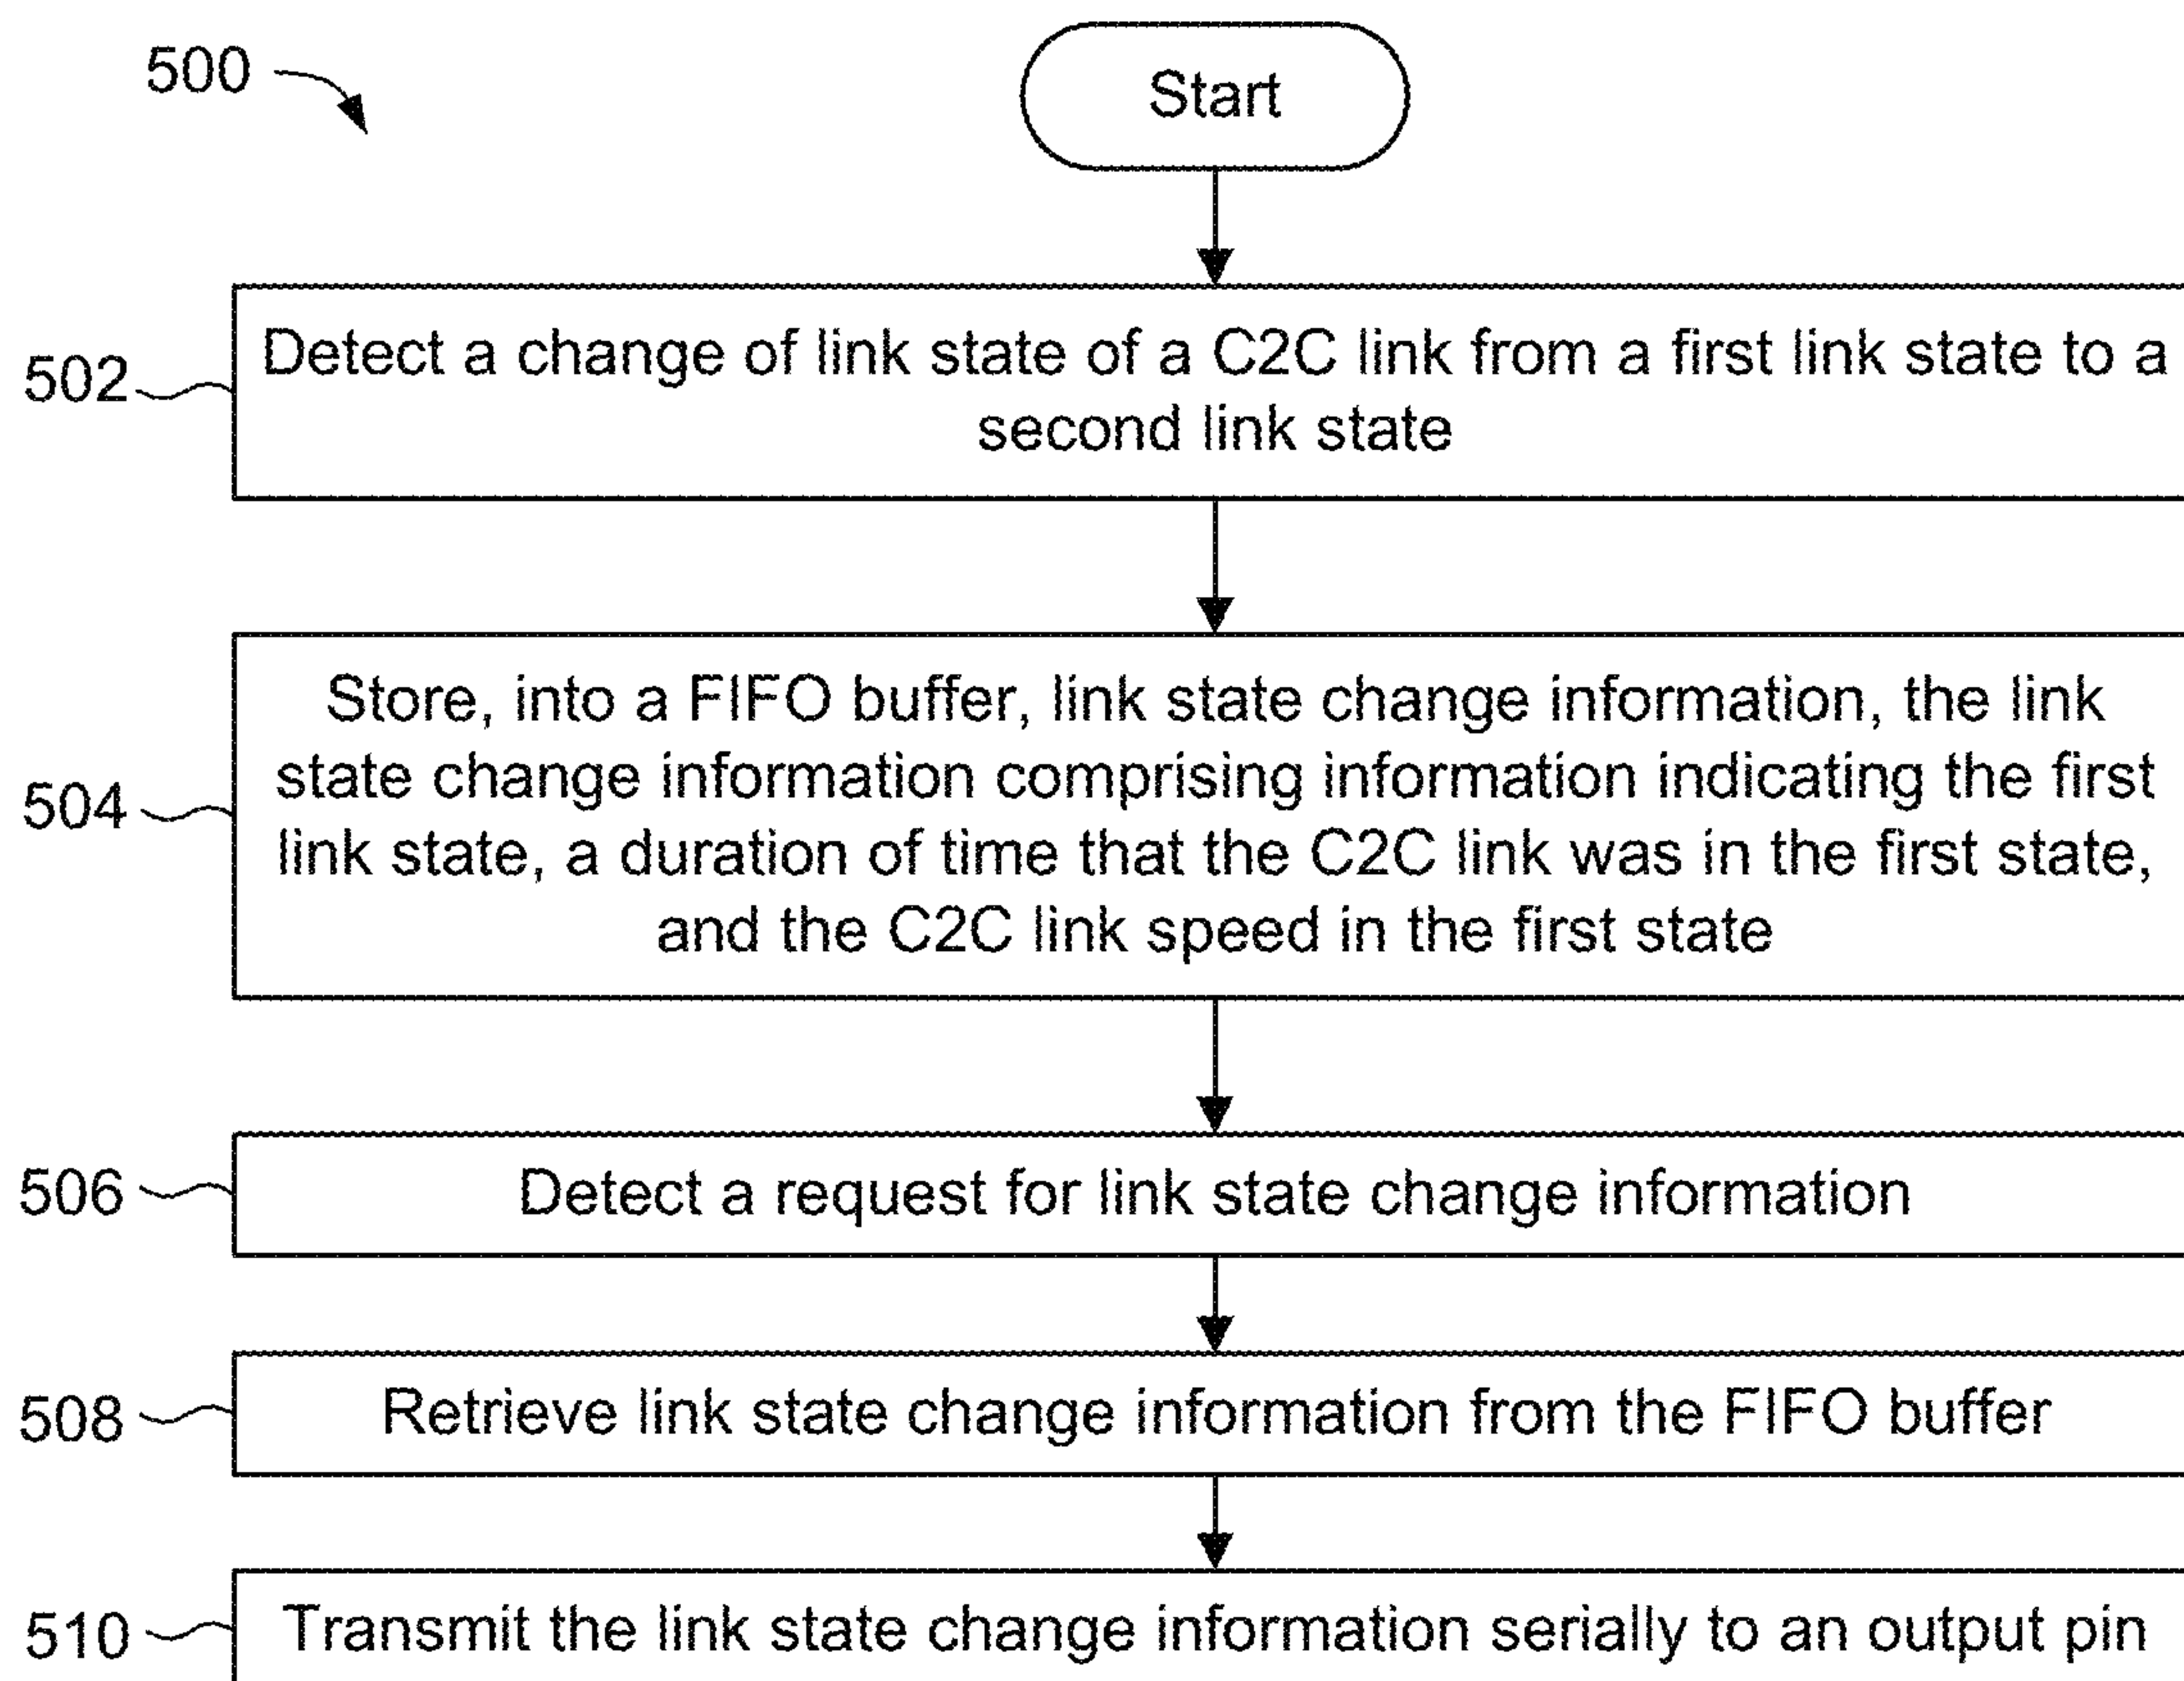 500
Start
502
Detect a change of link state of a C2C link from a first link state to a
second link state
504
Store, into a FIFO buffer, link state change information, the link
state change information comprising information indicating the first
link state, a duration of time that the C2C link was in the first state,
and the C2C link speed in the first state
506
Detect a request for link state change information
508
Retrieve link state change information from the FIFO buffer
510
Transmit the link state change information serially to an output pin